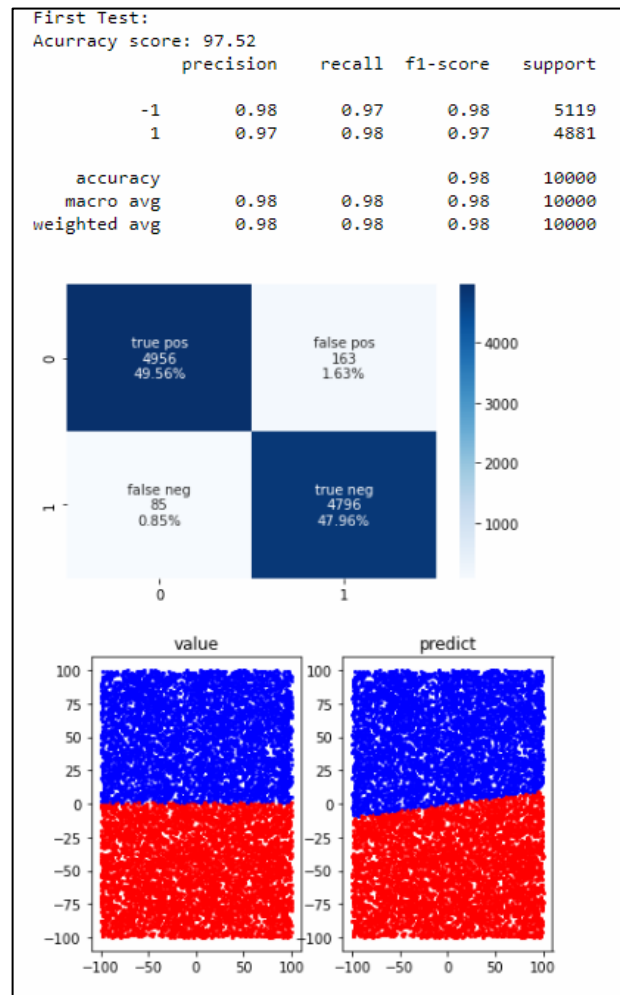 First Test:
Acurracy score: 97.52
precision recall f1-score support
-1 0.98 0.97 0.98 5119
1 0.97 0.98 0.97 4881
accuracy 0.98 10000
macro avg 0.98 0.98 0.98 10000
weighted avg 0.98 0.98 0.98 10000
true pos
4956
49.56%
false pos
163
1.63%
false neg
85
0.85%
true neg
4796
47.96%
0
1
0 1
4000
3000
2000
1000
value
100
75
50
25
0
−25
−50
−75
−100
−100 −50 0 50 100
predict
100
75
50
25
0
−25
−50
−75
−100
−100 −50 0 50 100